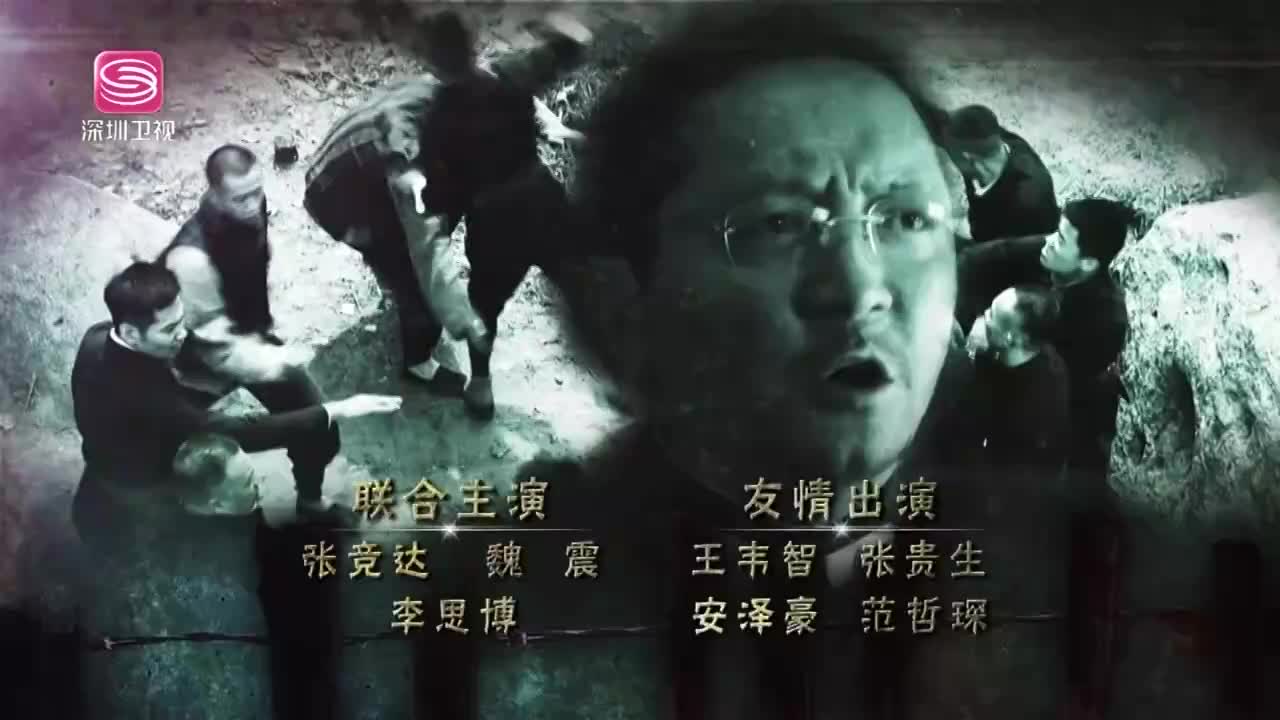 深圳卫视
联合主演
张竞达 魏 震
李思博
友情出演
王韦智 张贵生
安泽豪 范哲琛